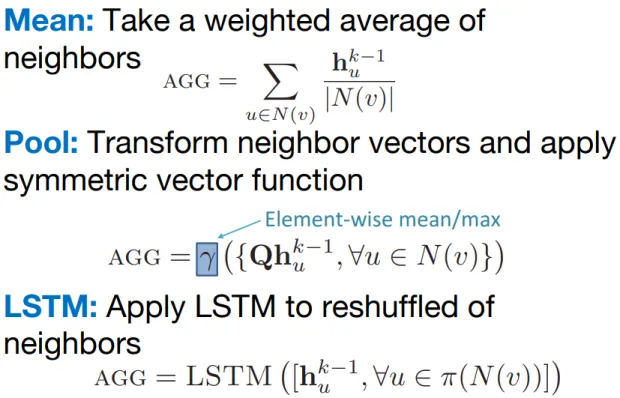 Mean: Take a weighted average of
neighbors
AGG = ∑_{u∈N(v)} h_u^{k−1} / |N(v)|
Pool: Transform neighbor vectors and apply
symmetric vector function
Element-wise mean/max
AGG = γ({Qh_u^{k−1}, ∀u ∈ N(v)})
LSTM: Apply LSTM to reshuffled of
neighbors
AGG = LSTM([h_u^{k−1}, ∀u ∈ π(N(v))])